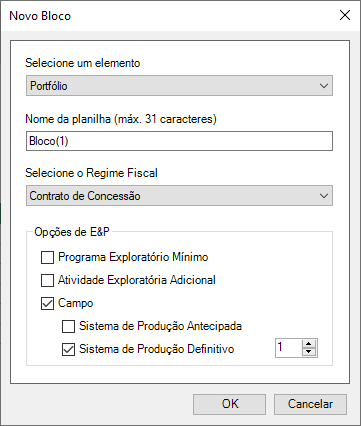 Novo Bloco
Selecione um elemento
Portfólio
Nome da planilha (máx. 31 caracteres)
Bloco(1)
Selecione o Regime Fiscal
Contrato de Concessão
Opções de E&P
Programa Exploratório Mínimo
Atividade Exploratória Adicional
Campo
Sistema de Produção Antecipada
Sistema de Produção Definitivo 1
OK Cancelar